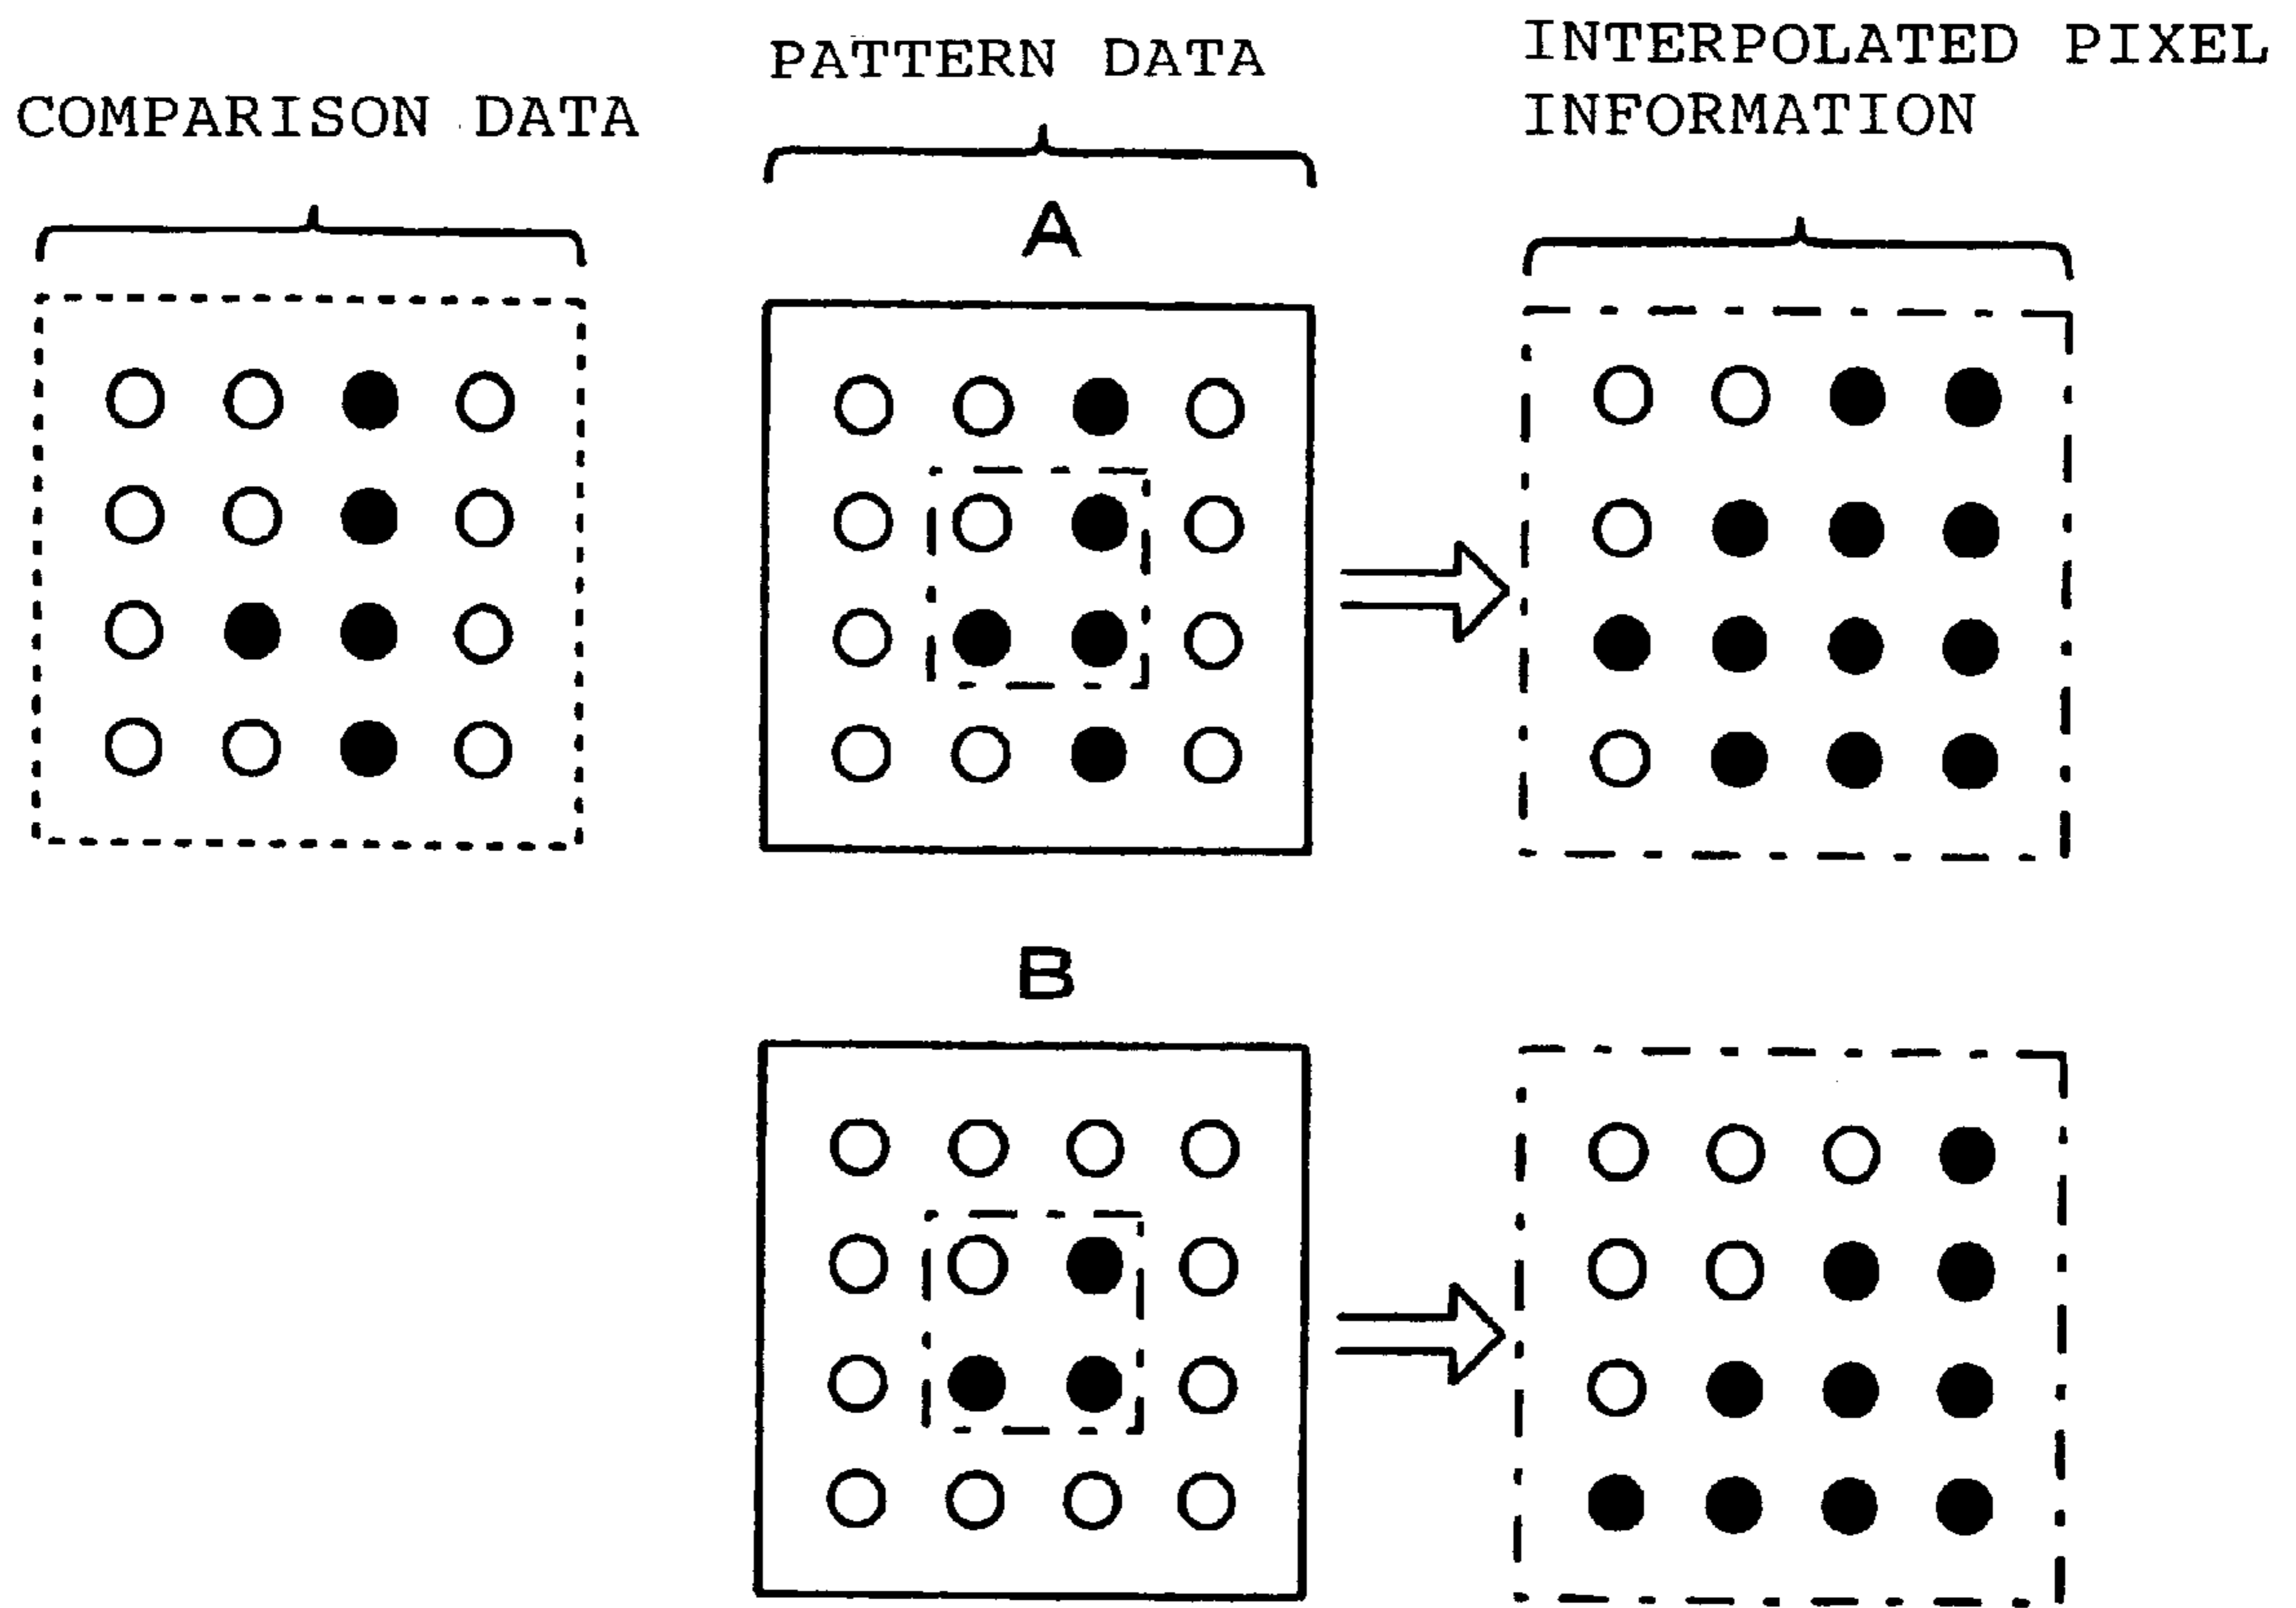 COMPARISON DATA
PATTERN DATA
INTERPOLATED PIXEL
INFORMATION
A
B